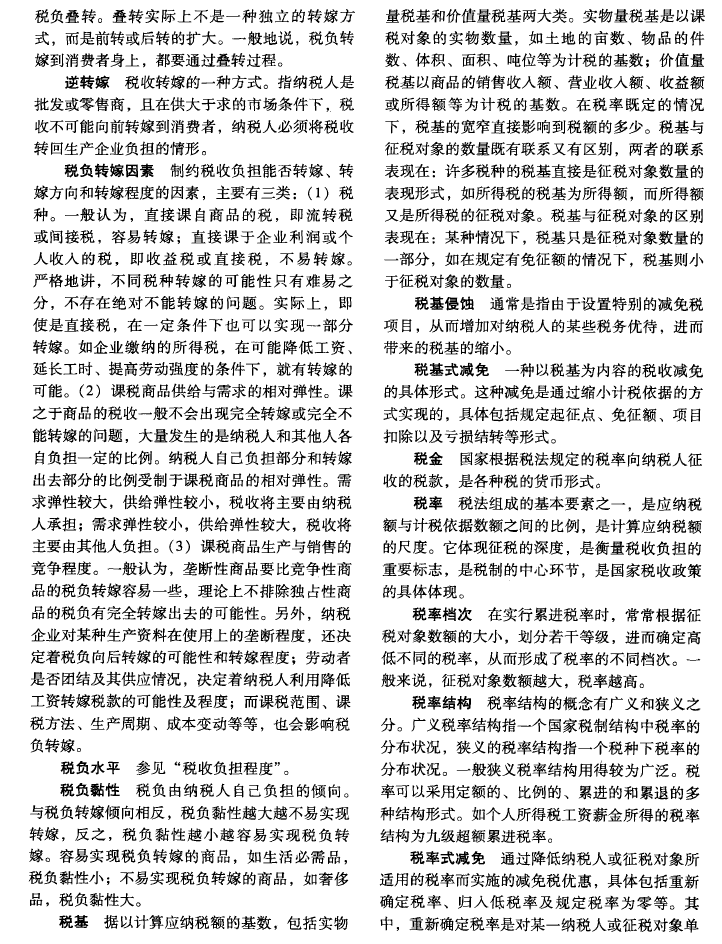 税负叠转。叠转实际上不是一种独立的转嫁方
式，而是前转或后转的扩大。一般地说，税负转
嫁到消费者身上，都要通过叠转过程。
逆转嫁　税收转嫁的一种方式。指纳税人是
批发或零售商，且在供大于求的市场条件下，税
收不可能向前转嫁到消费者，纳税人必须将税收
转回生产企业负担的情形。
税负转嫁因素　制约税收负担能否转嫁、转
嫁方向和转嫁程度的因素，主要有三类：（1）税
种。一般认为，直接课自商品的税，即流转税
或间接税，容易转嫁；直接课于企业利润或个
人收入的税，即收益税或直接税，不易转嫁。
严格地讲，不同税种转嫁的可能性只有难易之
分，不存在绝对不能转嫁的问题。实际上，即
使是直接税，在一定条件下也可以实现一部分
转嫁。如企业缴纳的所得税，在可能降低工资、
延长工时、提高劳动强度的条件下，就有转嫁的
可能。（2）课税商品供给与需求的相对弹性。课
之于商品的税收一般不会出现完全转嫁或完全不
能转嫁的问题，大量发生的是纳税人和其他人各
自负担一定的比例。纳税人自己负担部分和转嫁
出去部分的比例受制于课税商品的相对弹性。需
求弹性较大，供给弹性较小，税收将主要由纳税
人承担；需求弹性较小，供给弹性较大，税收将
主要由其他人负担。（3）课税商品生产与销售的
竞争程度。一般认为，垄断性商品要比竞争性商
品的税负转嫁容易一些，理论上不排除独占性商
品的税负有完全转嫁出去的可能性。另外，纳税
企业对某种生产资料在使用上的垄断程度，还决
定着税负向后转嫁的可能性和转嫁程度；劳动者
是否团结及其供应情况，决定着纳税人利用降低
工资转嫁税款的可能性及程度；而课税范围、课
税方法、生产周期、成本变动等等，也会影响税
负转嫁。
税负水平　参见“税收负担程度”。
税负黏性　税负由纳税人自己负担的倾向。
与税负转嫁倾向相反，税负黏性越大越不易实现
转嫁，反之，税负黏性越小越容易实现税负转
嫁。容易实现税负转嫁的商品，如生活必需品，
税负黏性小；不易实现税负转嫁的商品，如奢侈
品，税负黏性大。
税基　据以计算应纳税额的基数，包括实物
量税基和价值量税基两大类。实物量税基是以课
税对象的实物数量，如土地的亩数、物品的件
数、体积、面积、吨位等为计税的基数；价值量
税基以商品的销售收入额、营业收入额、收益额
或所得额等为计税的基数。在税率既定的情况
下，税基的宽窄直接影响到税额的多少。税基与
征税对象的数量既有联系又有区别，两者的联系
表现在：许多税种的税基直接是征税对象数量的
表现形式，如所得税的税基为所得额，而所得额
又是所得税的征税对象。税基与征税对象的区别
表现在：某种情况下，税基只是征税对象数量的
一部分，如在规定有免征额的情况下，税基则小
于征税对象的数量。
税基侵蚀　通常是指由于设置特别的减免税
项目，从而增加对纳税人的某些税务优待，进而
带来的税基的缩小。
税基式减免　一种以税基为内容的税收减免
的具体形式。这种减免是通过缩小计税依据的方
式实现的，具体包括规定起征点、免征额、项目
扣除以及亏损结转等形式。
税金　国家根据税法规定的税率向纳税人征
收的税款，是各种税的货币形式。
税率　税法组成的基本要素之一，是应纳税
额与计税依据数额之间的比例，是计算应纳税额
的尺度。它体现征税的深度，是衡量税收负担的
重要标志，是税制的中心环节，是国家税收政策
的具体体现。
税率档次　在实行累进税率时，常常根据征
税对象数额的大小，划分若干等级，进而确定高
低不同的税率，从而形成了税率的不同档次。一
般来说，征税对象数额越大，税率越高。
税率结构　税率结构的概念有广义和狭义之
分。广义税率结构指一个国家税制结构中税率的
分布状况，狭义的税率结构指一个税种下税率的
分布状况。一般狭义税率结构用得较为广泛。税
率可以采用定额的、比例的、累进的和累退的多
种结构形式。如个人所得税工资薪金所得的税率
结构为九级超额累进税率。
税率式减免　通过降低纳税人或征税对象所
适用的税率而实施的减免税优惠，具体包括重新
确定税率、归入低税率及规定税率为零等。其
中，重新确定税率是对某一纳税人或征税对象单